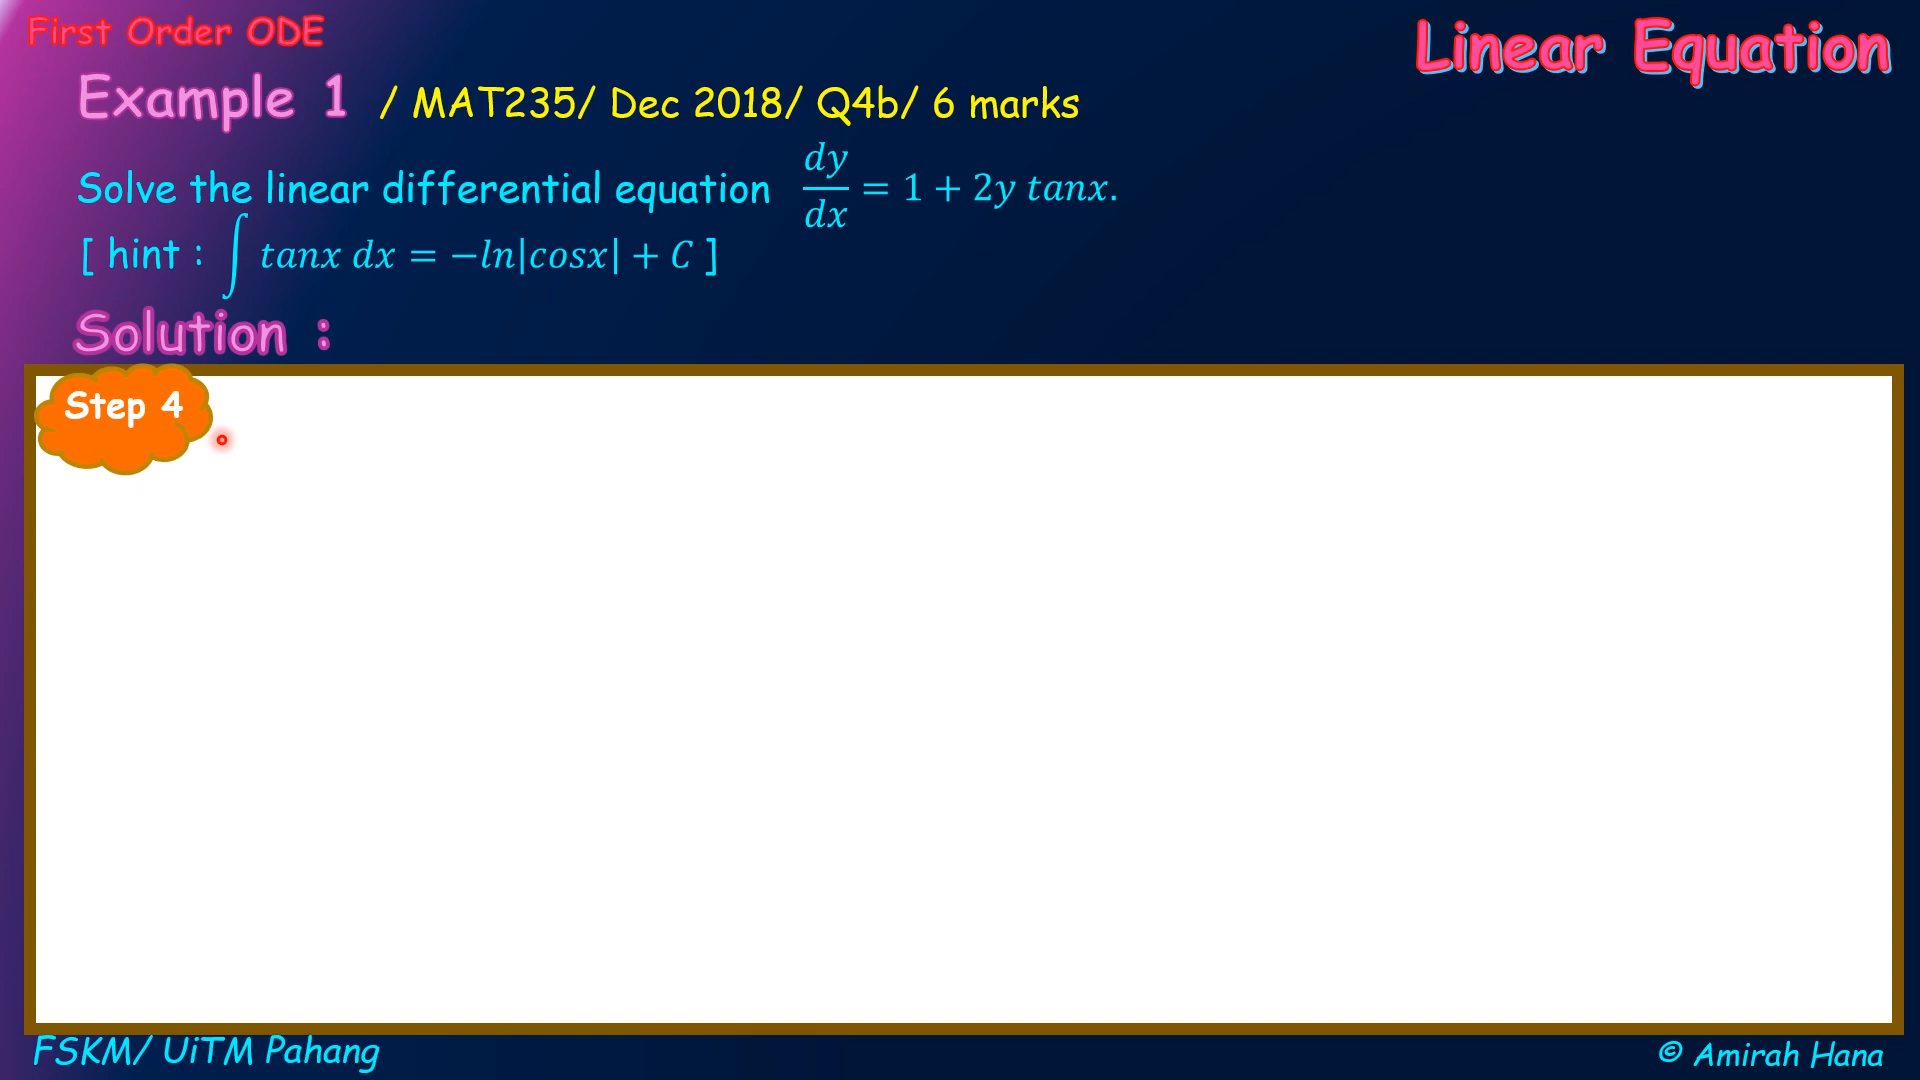 First Order ODE
Linear Equation
Example 1 / MAT235/ Dec 2018/ Q4b/ 6 marks
Solve the linear differential equation dy/dx = 1 + 2y tanx.
[ hint : ∫ tanx dx = −ln|cosx| + C ]
Solution :
Step 4
FSKM/ UiTM Pahang
© Amirah Hana